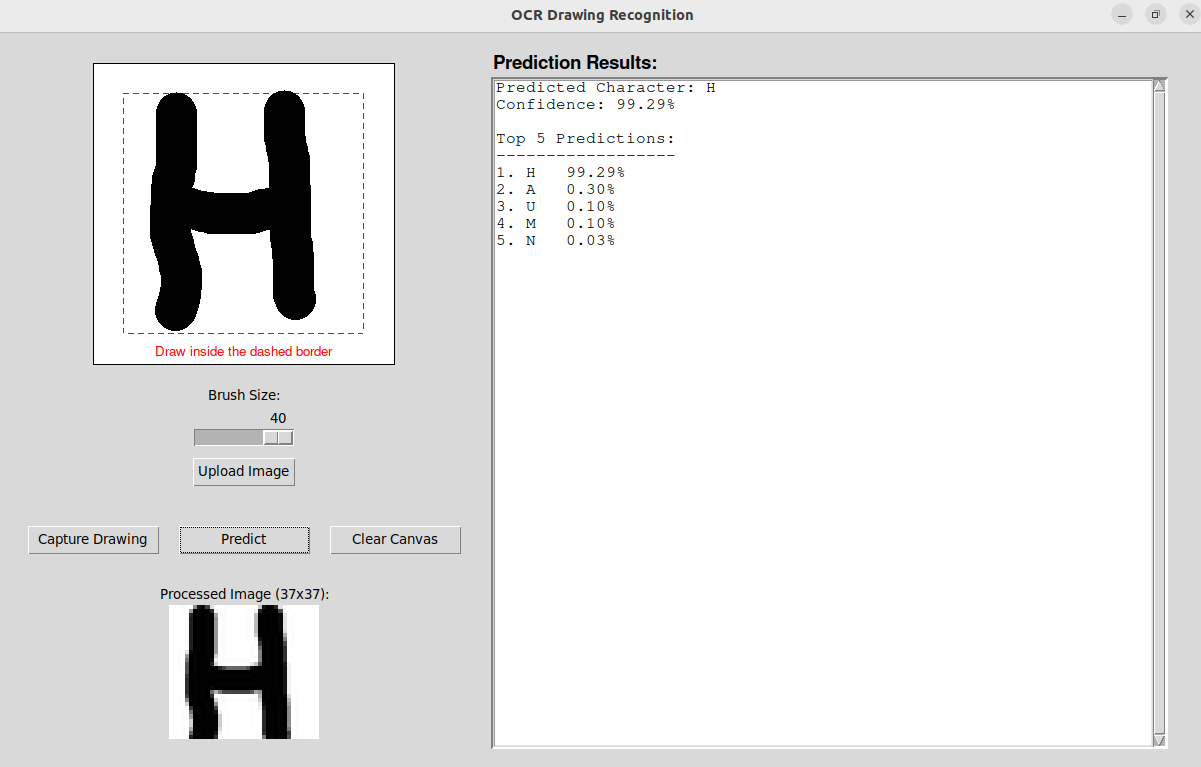 OCR Drawing Recognition
H
Draw inside the dashed border
Brush Size:
40
Upload Image
Capture Drawing
Predict
Clear Canvas
Processed Image (37x37):
H
Prediction Results:
Predicted Character: H
Confidence: 99.29%
Top 5 Predictions:
------------------
1. H 99.29%
2. A 0.30%
3. U 0.10%
4. M 0.10%
5. N 0.03%